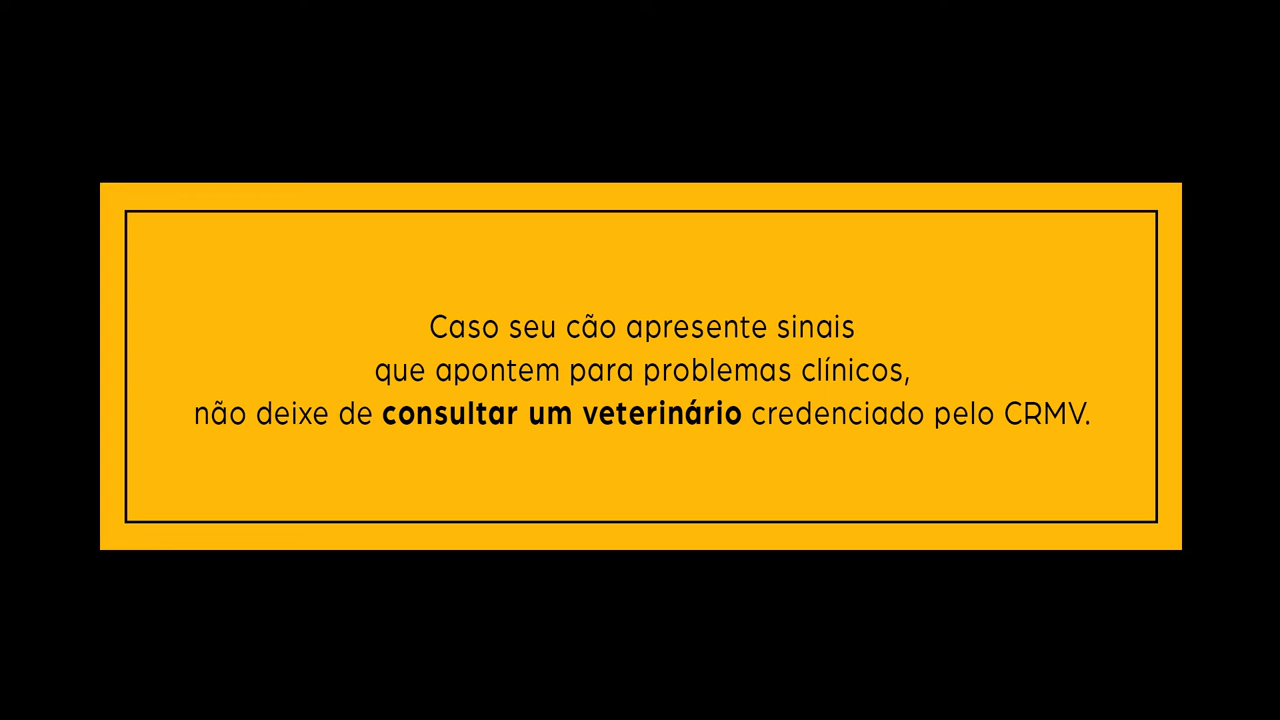 Caso seu cão apresente sinais
que apontem para problemas clínicos,
não deixe de consultar um veterinário credenciado pelo CRMV.